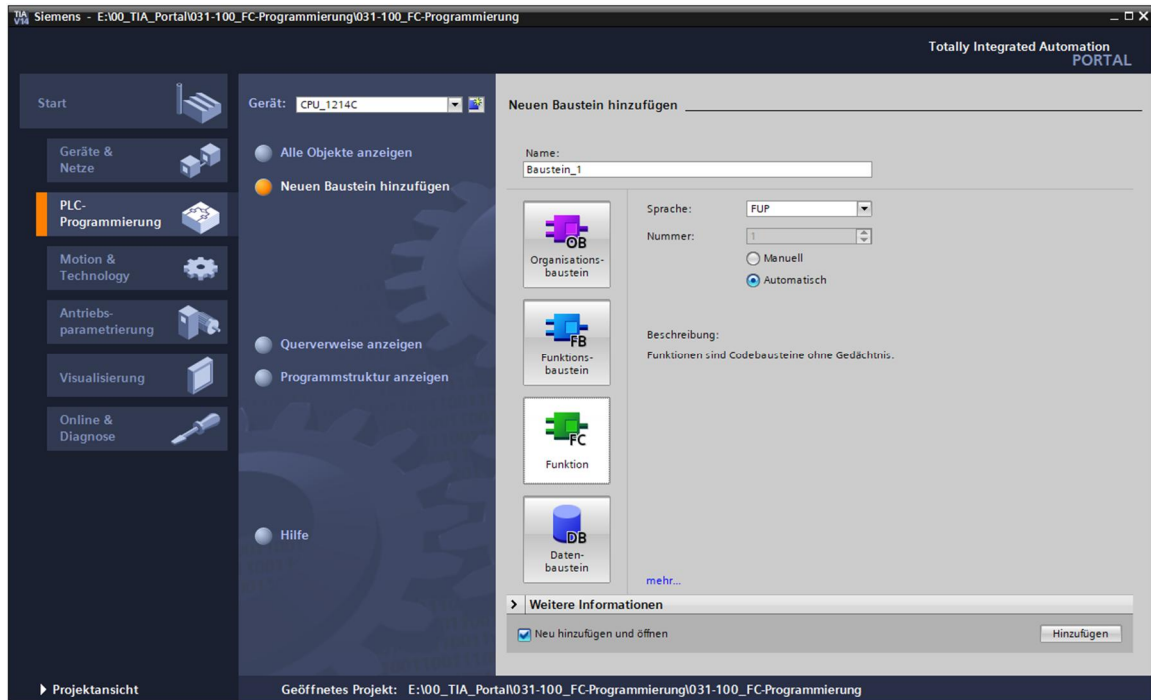 TIA V14 Siemens - E:\00_TIA_Portal\031-100_FC-Programmierung\031-100_FC-Programmierung
Totally Integrated Automation
PORTAL
Start
Geräte &
Netze
PLC-
Programmierung
Motion &
Technology
Antriebs-
parametrierung
Visualisierung
Online &
Diagnose
Projektansicht
Gerät: CPU_1214C
Alle Objekte anzeigen
Neuen Baustein hinzufügen
Querverweise anzeigen
Programmstruktur anzeigen
Hilfe
Neuen Baustein hinzufügen
Name:
Baustein_1
OB
Organisations-
baustein
FB
Funktions-
baustein
FC
Funktion
DB
Daten-
baustein
Sprache: FUP
Nummer: 1
Manuell
Automatisch
Beschreibung:
Funktionen sind Codebausteine ohne Gedächtnis.
mehr...
Weitere Informationen
Neu hinzufügen und öffnen
Hinzufügen
Geöffnetes Projekt: E:\00_TIA_Portal\031-100_FC-Programmierung\031-100_FC-Programmierung